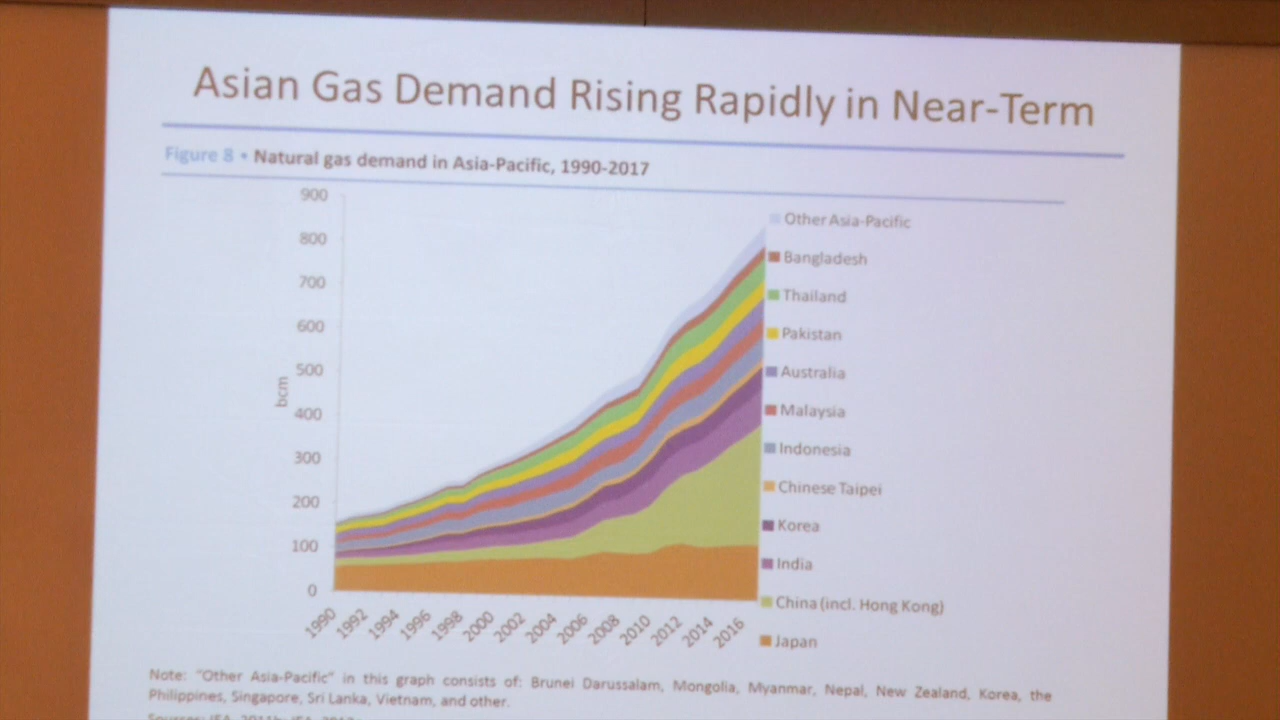 Asian Gas Demand Rising Rapidly in Near-Term
Figure 8 • Natural gas demand in Asia-Pacific, 1990-2017
900
800
700
600
500
400
300
200
100
0
bcm
1990
1992
1994
1996
1998
2000
2002
2004
2006
2008
2010
2012
2014
2016
Other Asia-Pacific
Bangladesh
Thailand
Pakistan
Australia
Malaysia
Indonesia
Chinese Taipei
Korea
India
China (incl. Hong Kong)
Japan
Note: "Other Asia-Pacific" in this graph consists of: Brunei Darussalam, Mongolia, Myanmar, Nepal, New Zealand, Korea, the
Philippines, Singapore, Sri Lanka, Vietnam, and other.